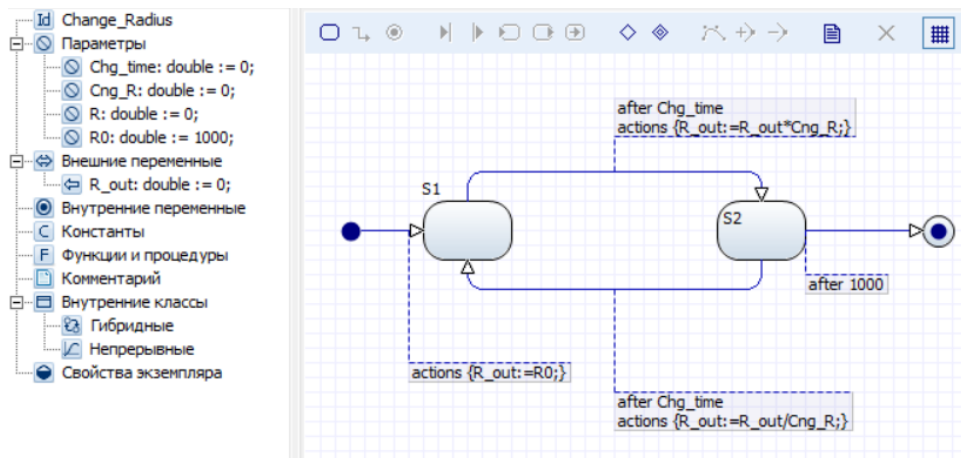 Id Change_Radius
Параметры
Chg_time: double := 0;
Cng_R: double := 0;
R: double := 0;
R0: double := 1000;
Внешние переменные
R_out: double := 0;
Внутренние переменные
C Константы
F Функции и процедуры
Комментарий
Внутренние классы
Гибридные
Непрерывные
Свойства экземпляра
after Chg_time
actions {R_out:=R_out*Cng_R;}
S1
S2
after 1000
actions {R_out:=R0;}
after Chg_time
actions {R_out:=R_out/Cng_R;}